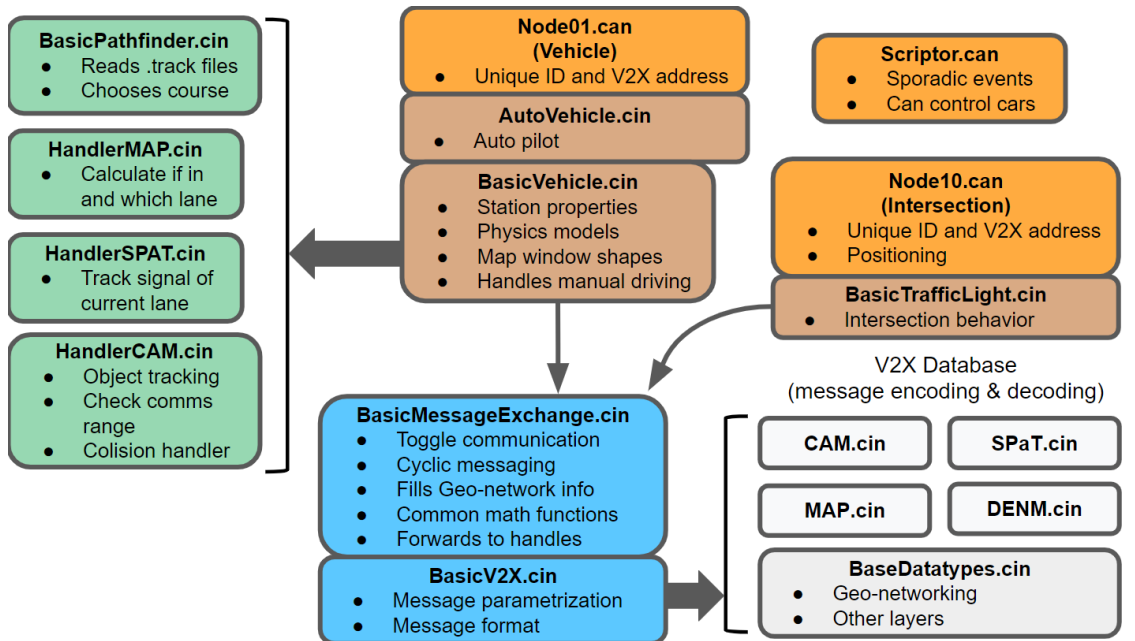 BasicPathfinder.cin
● Reads .track files
● Chooses course
HandlerMAP.cin
● Calculate if in
and which lane
HandlerSPAT.cin
● Track signal of
current lane
HandlerCAM.cin
● Object tracking
● Check comms
range
● Colision handler
Node01.can
(Vehicle)
● Unique ID and V2X address
AutoVehicle.cin
● Auto pilot
BasicVehicle.cin
● Station properties
● Physics models
● Map window shapes
● Handles manual driving
Scriptor.can
● Sporadic events
● Can control cars
Node10.can
(Intersection)
● Unique ID and V2X address
● Positioning
BasicTrafficLight.cin
● Intersection behavior
BasicMessageExchange.cin
● Toggle communication
● Cyclic messaging
● Fills Geo-network info
● Common math functions
● Forwards to handles
BasicV2X.cin
● Message parametrization
● Message format
V2X Database
(message encoding & decoding)
CAM.cin
SPaT.cin
MAP.cin
DENM.cin
BaseDatatypes.cin
● Geo-networking
● Other layers